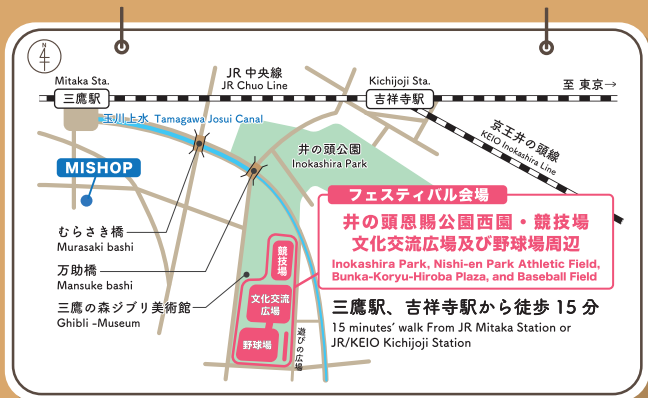 N
JR 中央線
JR Chuo Line
Mitaka Sta.
三鷹駅
Kichijoji Sta.
吉祥寺駅
至 東京→
玉川上水 Tamagawa Josui Canal
京王井の頭線
KEIO Inokashira Line
井の頭公園
Inokashira Park
MISHOP
むらさき橋
Murasaki bashi
万助橋
Mansuke bashi
三鷹の森ジブリ美術館
Ghibli -Museum
フェスティバル会場
井の頭恩賜公園西園・競技場
文化交流広場及び野球場周辺
Inokashira Park, Nishi-en Park Athletic Field,
Bunka-Koryu-Hiroba Plaza, and Baseball Field
競技場
文化交流
広場
野球場
遊びの広場
三鷹駅、吉祥寺駅から徒歩 15 分
15 minutes’ walk From JR Mitaka Station or
JR/KEIO Kichijoji Station